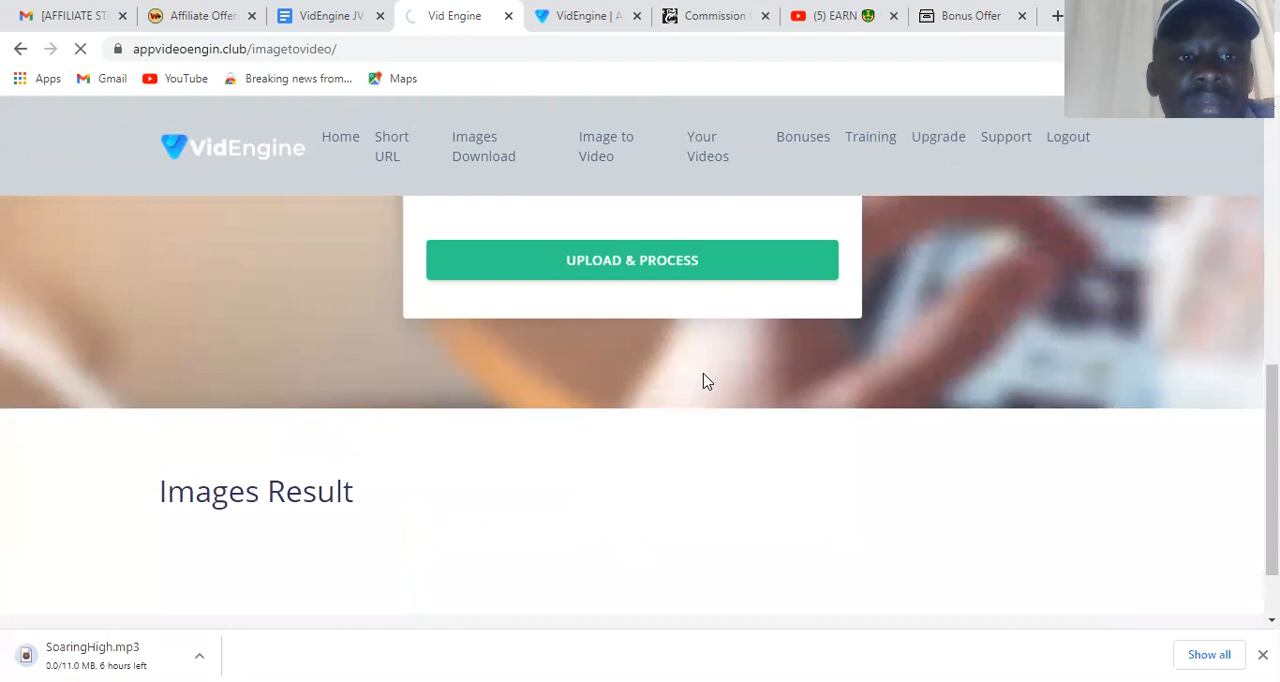 [AFFILIATE STA
Affiliate Offer
VidEngine JV
Vid Engine
VidEngine | A
Commission
(5) EARN
Bonus Offer
appvideoengin.club/imagetovideo/
Apps
Gmail
YouTube
Breaking news from...
Maps
VidEngine
Home
Short
URL
Images
Download
Image to
Video
Your
Videos
Bonuses
Training
Upgrade
Support
Logout
UPLOAD & PROCESS
Images Result
SoaringHigh.mp3
0.0/11.0 MB, 6 hours left
Show all